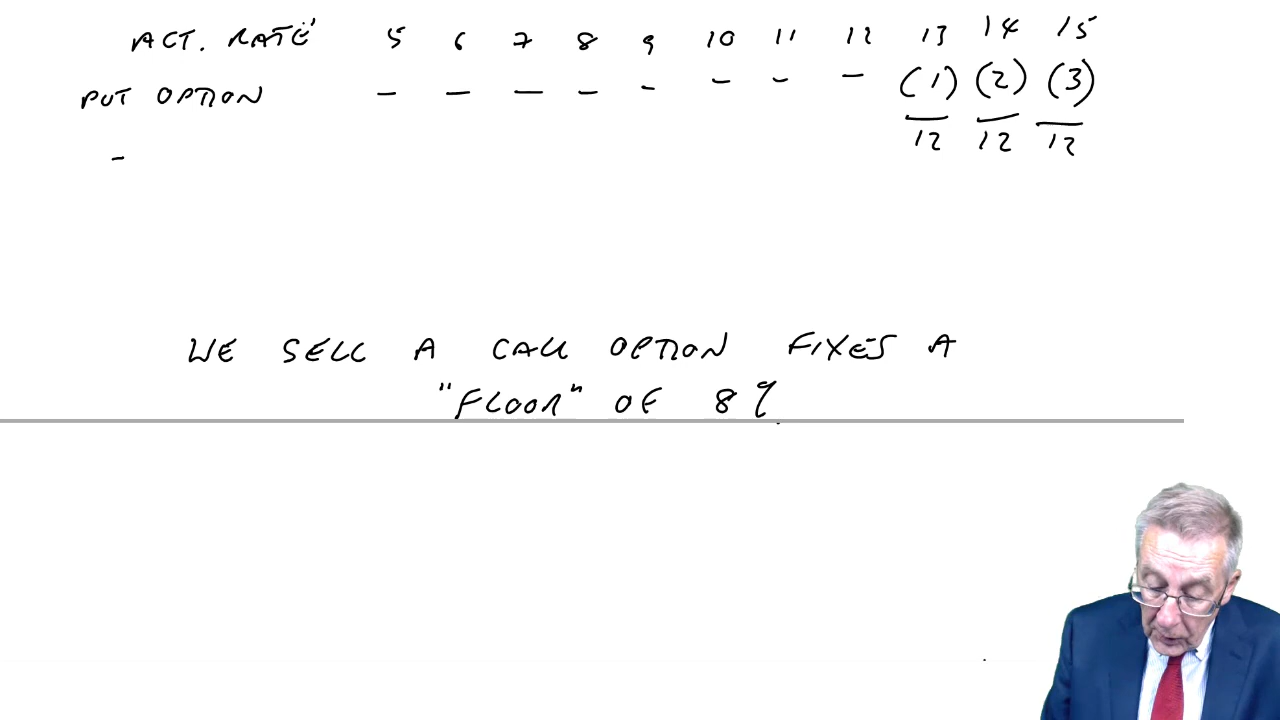 ACT. RATE 5 6 7 8 9 10 11 12 13 14 15
PUT OPTION - - - - - - - - (1) (2) (3)
12 12 12
-
WE SELL A CALL OPTION FIXES A
"FLOOR" OF 8%